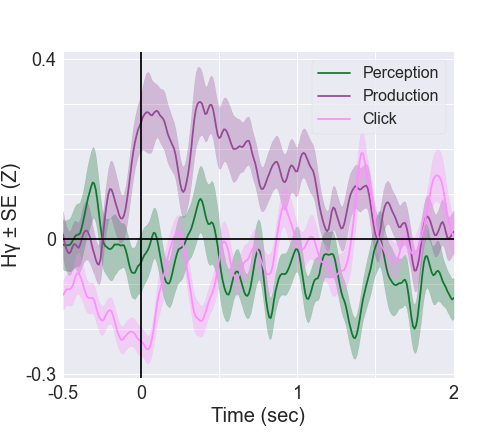 0.4
Perception
Production
Click
Hγ ± SE (Z)
0
-0.3
-0.5
0
1
2
Time (sec)